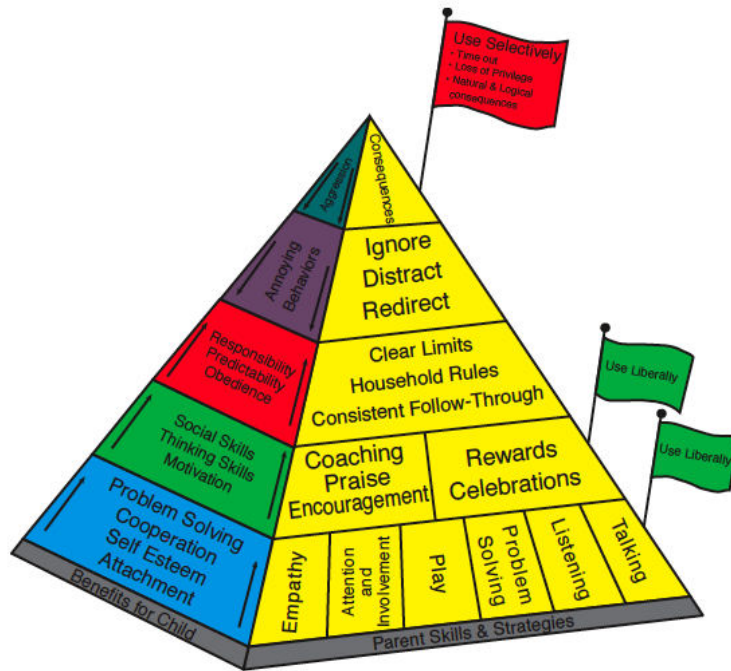 Use Selectively
• Time out
• Loss of Privilege
• Natural & Logical
consequences
Aggression
Consequences
Annoying
Behaviors
Ignore
Distract
Redirect
Responsibility
Predictability
Obedience
Clear Limits
Household Rules
Consistent Follow-Through
Use Liberally
Social Skills
Thinking Skills
Motivation
Coaching
Praise
Encouragement
Rewards
Celebrations
Use Liberally
Problem Solving
Cooperation
Self Esteem
Attachment
Empathy
Attention
and
Involvement
Play
Problem
Solving
Listening
Talking
Benefits for Child
Parent Skills & Strategies